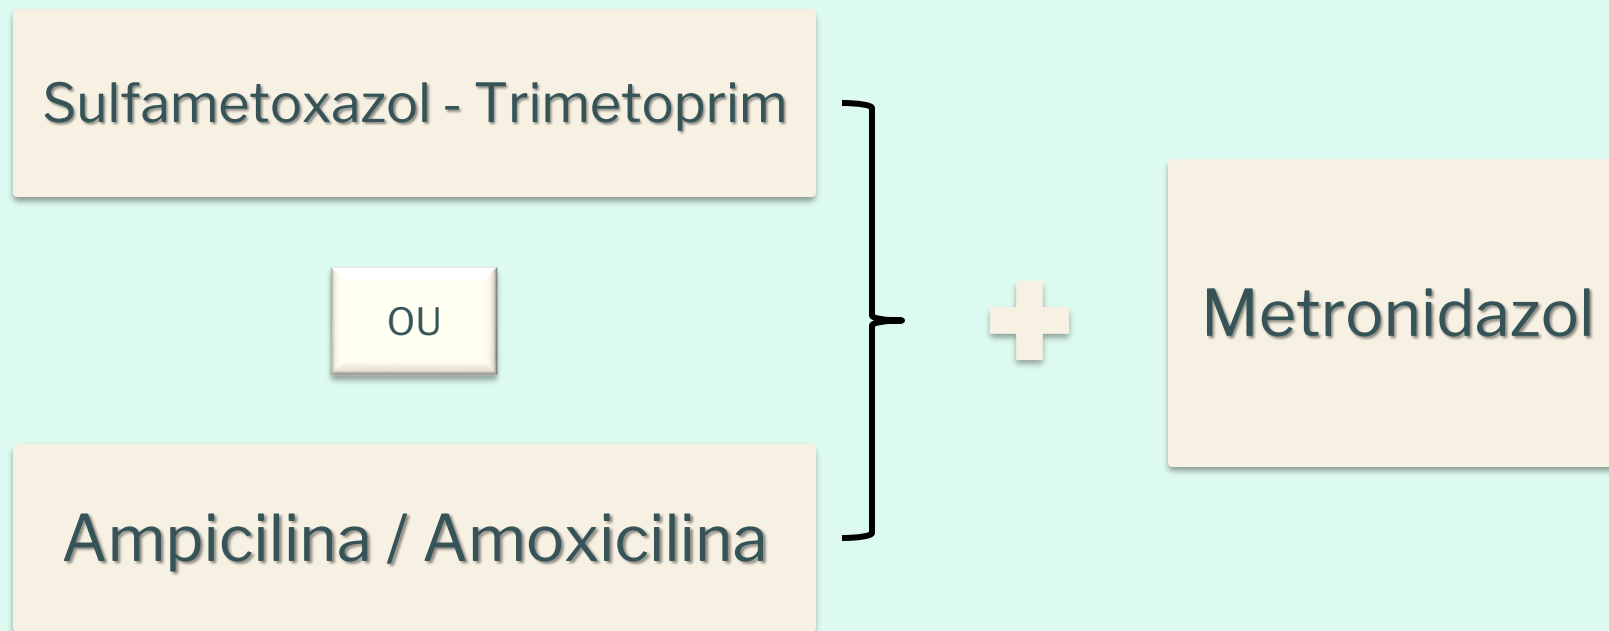 Sulfametoxazol - Trimetoprim
OU
Ampicilina / Amoxicilina
Metronidazol